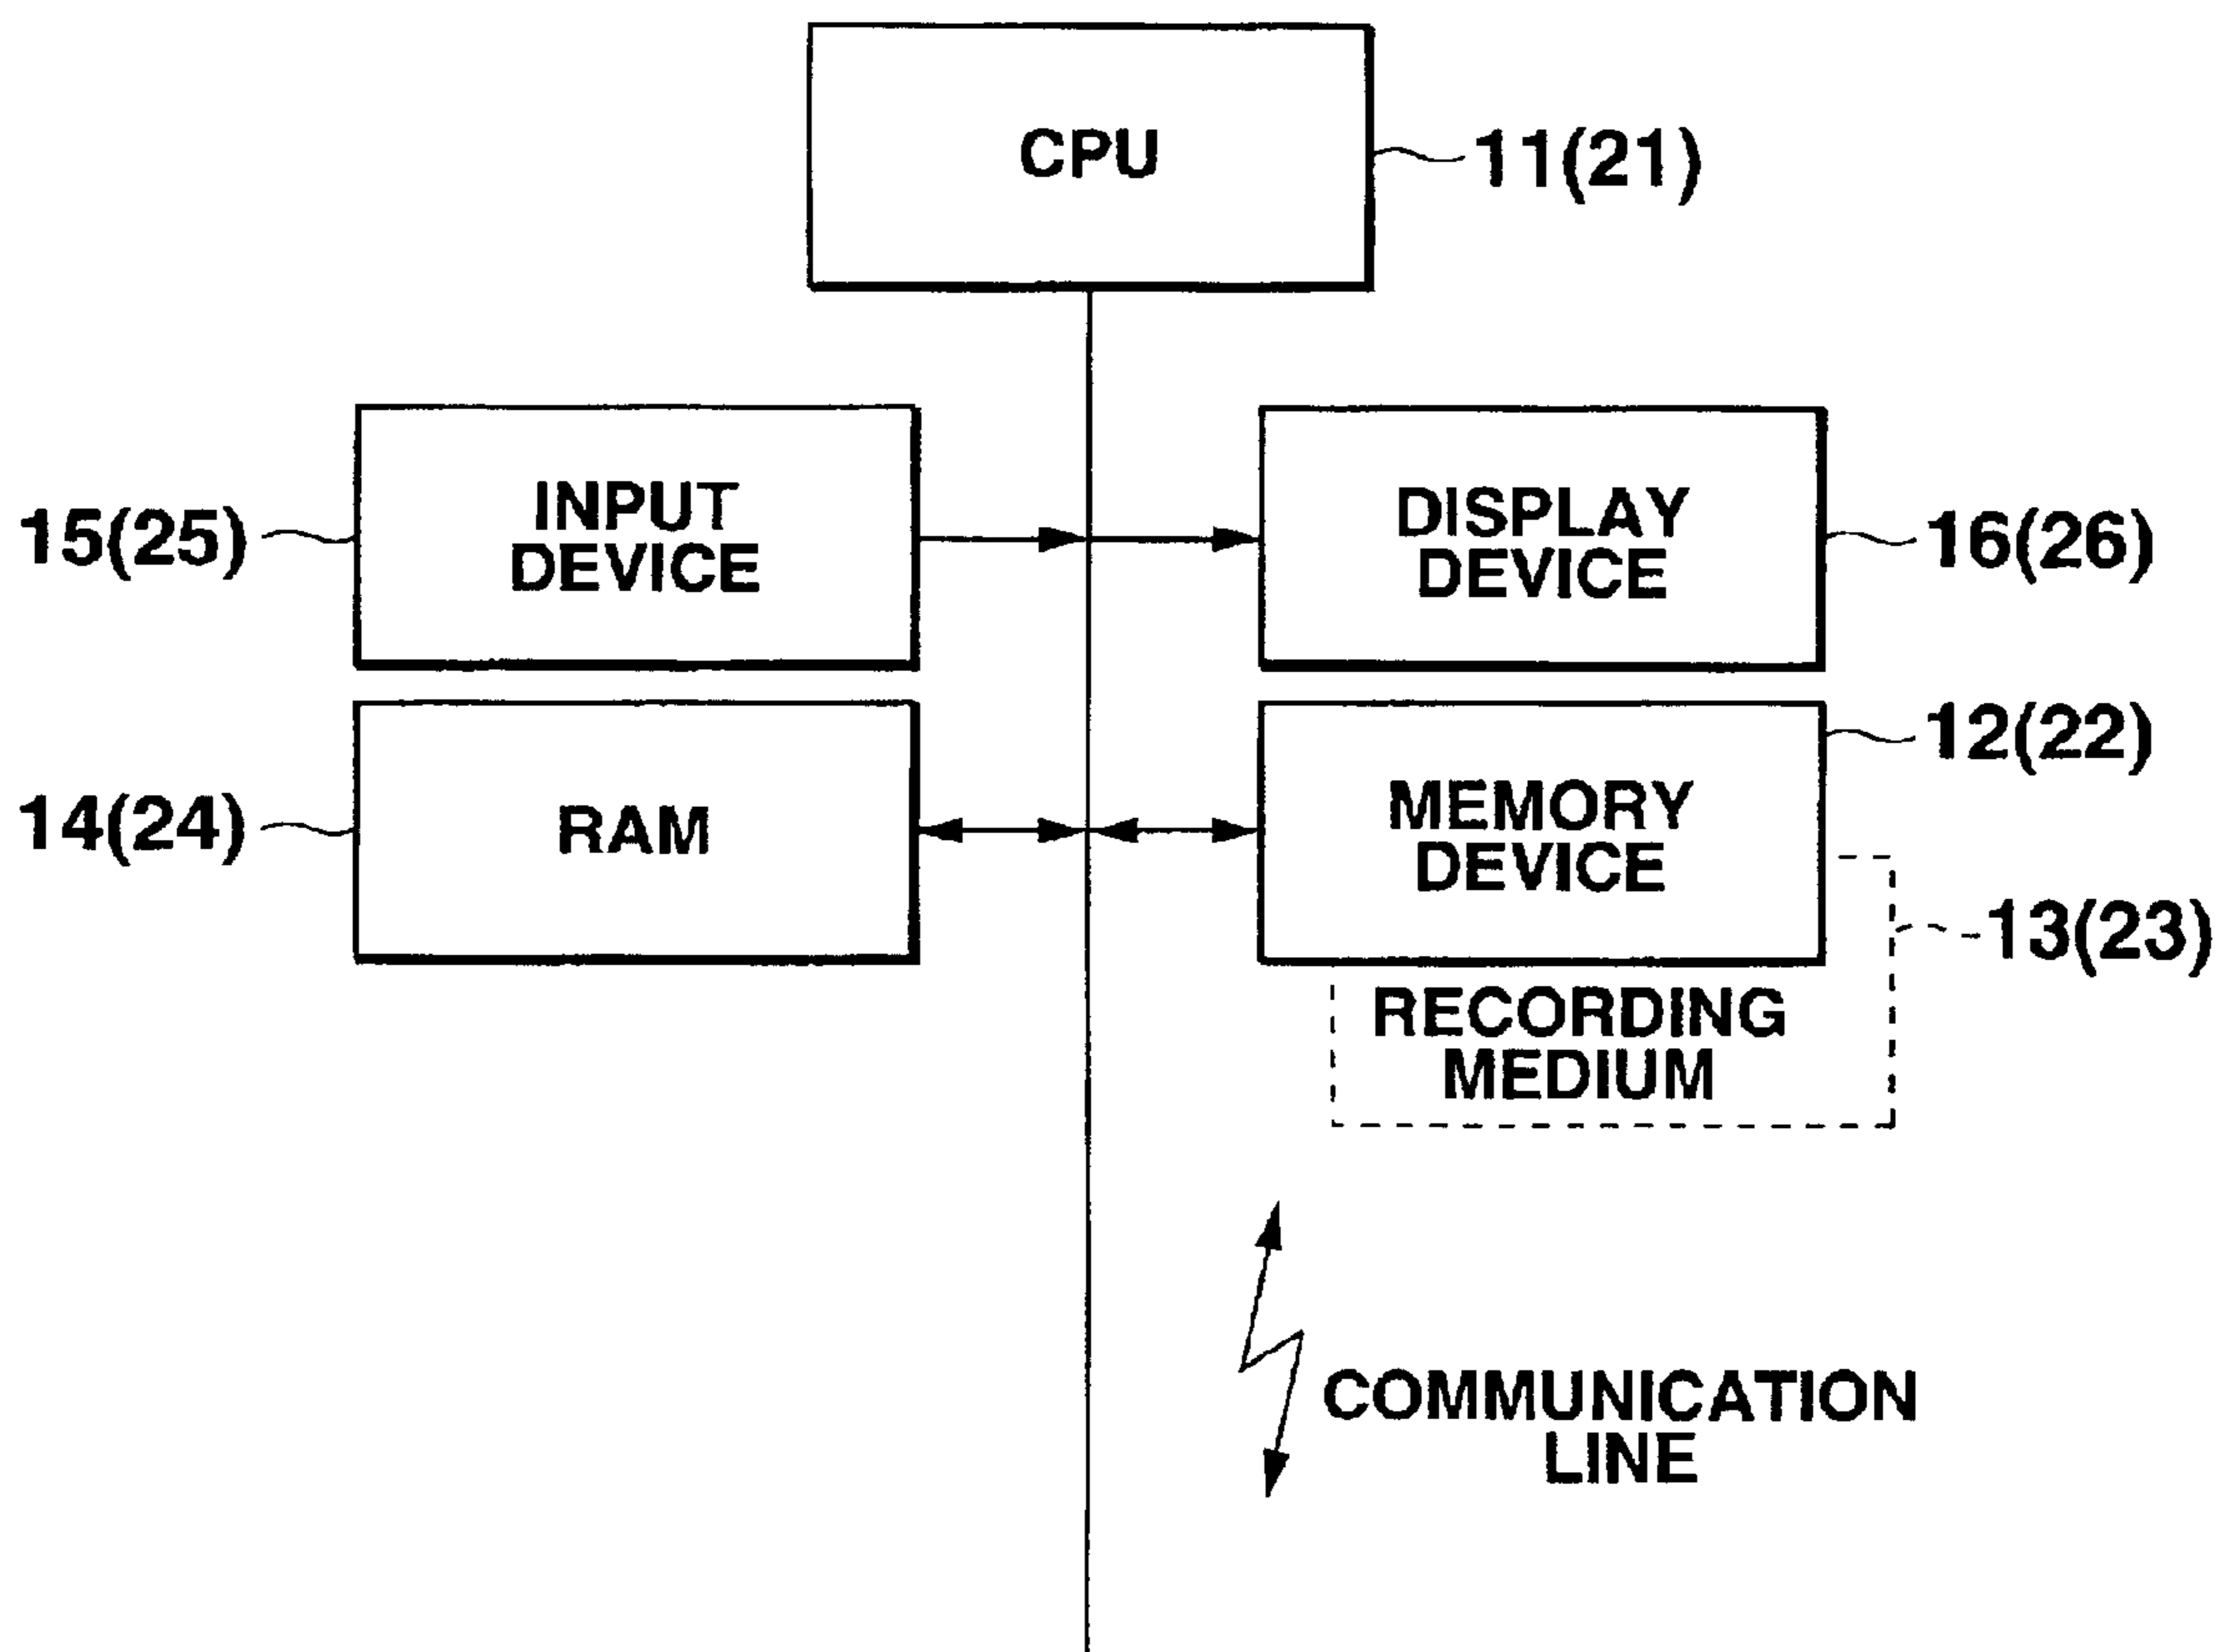 CPU
11(21)
INPUT
DEVICE
15(25)
DISPLAY
DEVICE
16(26)
RAM
14(24)
MEMORY
DEVICE
12(22)
13(23)
RECORDING
MEDIUM
COMMUNICATION
LINE